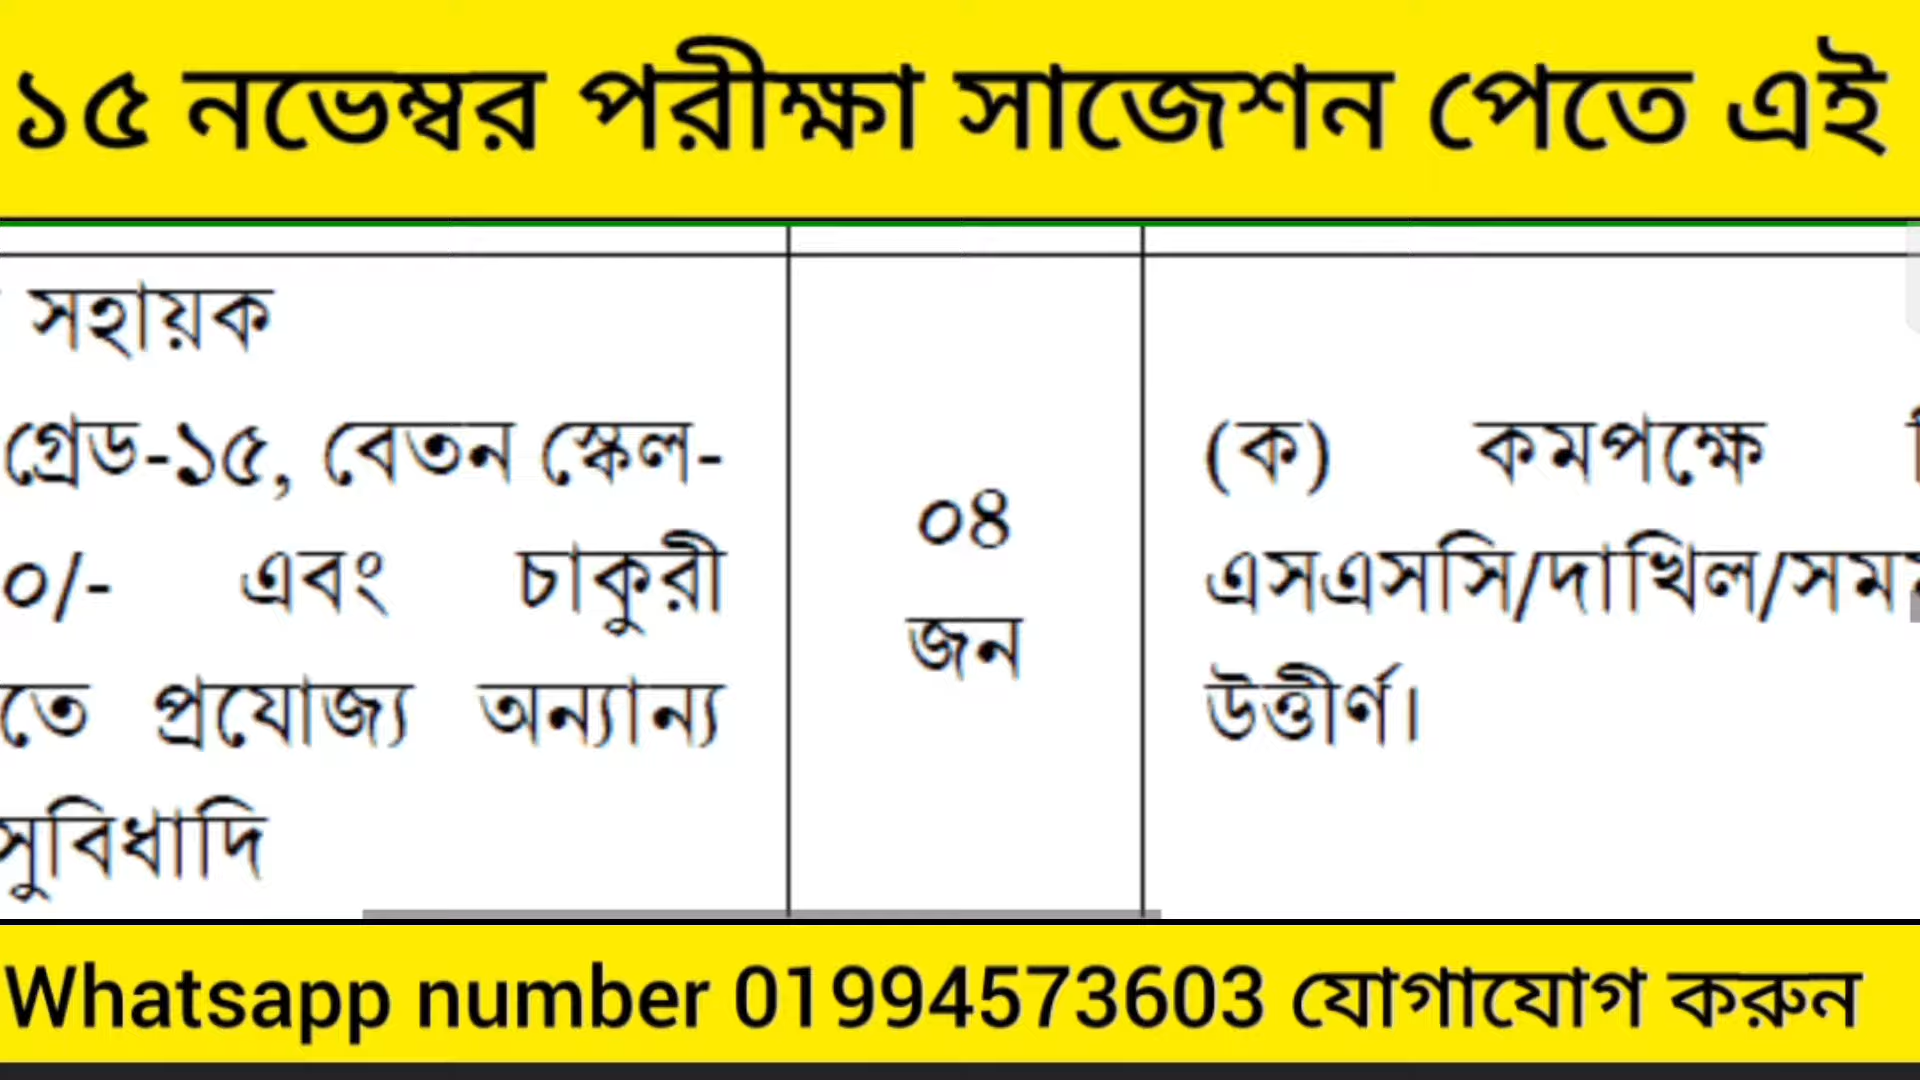 ১৫ নভেম্বর পরীক্ষা সাজেশন পেতে এই
সহায়ক
গ্রেড-১৫, বেতন স্কেল-
০/- এবং চাকুরী
তে প্রযোজ্য অন্যান্য
সুবিধাদি
০৪
জন
(ক) কমপক্ষে
এসএসসি/দাখিল/সমম
উত্তীর্ণ।
Whatsapp number 01994573603 যোগাযোগ করুন